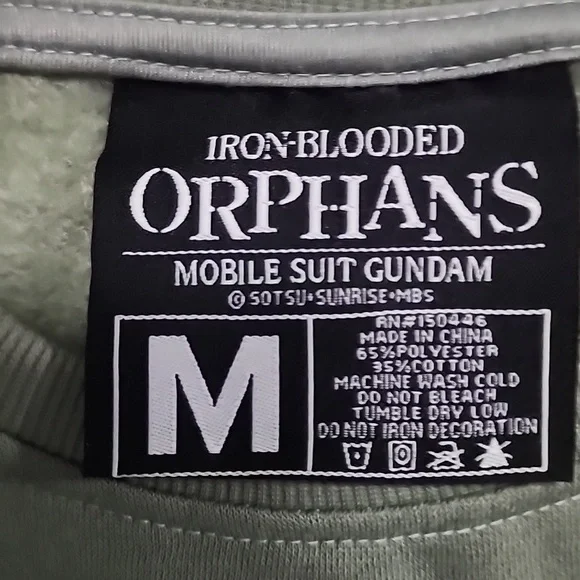 IRON-BLOODED
ORPHANS
MOBILE SUIT GUNDAM
© SOTSU•SUNRISE•MBS
M
RN#150446
MADE IN CHINA
65%POLYESTER
35%COTTON
MACHINE WASH COLD
DO NOT BLEACH
TUMBLE DRY LOW
DO NOT IRON DECORATION